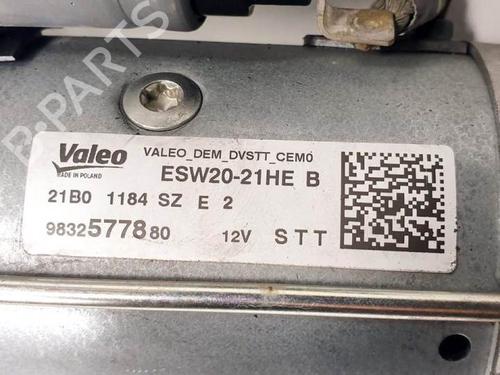 B-PARTS
Valeo
MADE IN POLAND
VALEO_DEM_DVSTT_CEM0
ESW20-21HE B
21B0 1184 SZ E 2
9832577880 12V STT